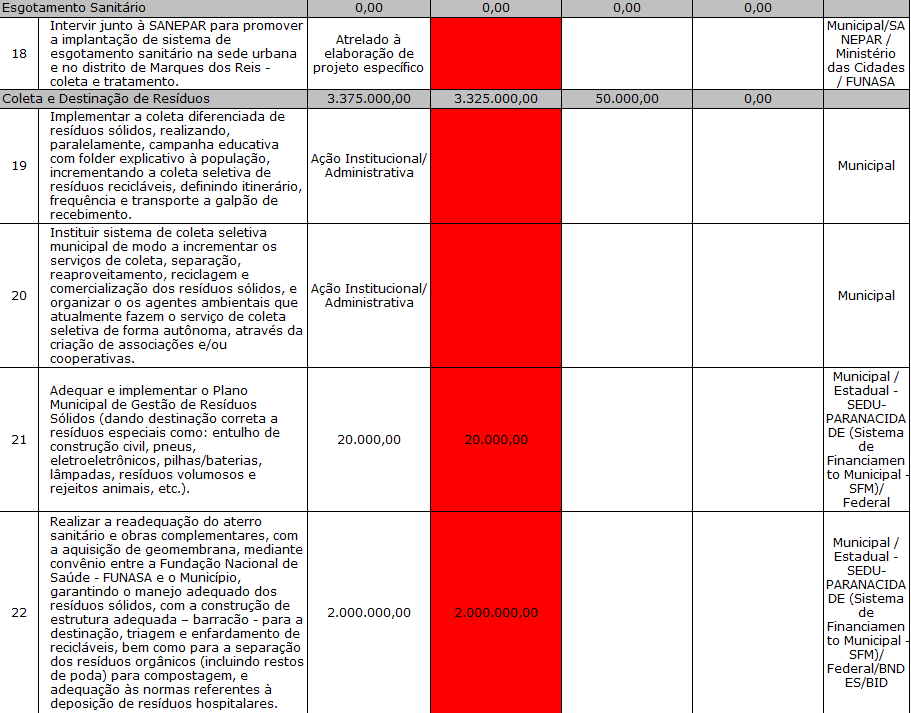 Esgotamento Sanitário 0,00 0,00 0,00 0,00
18
Intervir junto à SANEPAR para promover
a implantação de sistema de
esgotamento sanitário na sede urbana
e no distrito de Marques dos Reis -
coleta e tratamento.
Atrelado à
elaboração de
projeto específico
Municipal/SA
NEPAR /
Ministério
das Cidades
/ FUNASA
Coleta e Destinação de Resíduos 3.375.000,00 3.325.000,00 50.000,00 0,00
19
Implementar a coleta diferenciada de
resíduos sólidos, realizando,
paralelamente, campanha educativa
com folder explicativo à população,
incrementando a coleta seletiva de
resíduos recicláveis, definindo itinerário,
frequência e transporte a galpão de
recebimento.
Ação Institucional/
Administrativa
Municipal
20
Instituir sistema de coleta seletiva
municipal de modo a incrementar os
serviços de coleta, separação,
reaproveitamento, reciclagem e
comercialização dos resíduos sólidos, e
organizar o os agentes ambientais que
atualmente fazem o serviço de coleta
seletiva de forma autônoma, através da
criação de associações e/ou
cooperativas.
Ação Institucional/
Administrativa
Municipal
21
Adequar e implementar o Plano
Municipal de Gestão de Resíduos
Sólidos (dando destinação correta a
resíduos especiais como: entulho de
construção civil, pneus,
eletroeletrônicos, pilhas/baterias,
lâmpadas, resíduos volumosos e
rejeitos animais, etc.).
20.000,00
20.000,00
Municipal /
Estadual -
SEDU-
PARANACIDA
DE (Sistema
de
Financiamen
to Municipal -
SFM)/
Federal
22
Realizar a readequação do aterro
sanitário e obras complementares, com
a aquisição de geomembrana, mediante
convênio entre a Fundação Nacional de
Saúde - FUNASA e o Município,
garantindo o manejo adequado dos
resíduos sólidos, com a construção de
estrutura adequada – barracão - para a
destinação, triagem e enfardamento de
recicláveis, bem como para a separação
dos resíduos orgânicos (incluindo restos
de poda) para compostagem, e
adequação às normas referentes à
deposição de resíduos hospitalares.
2.000.000,00
2.000.000,00
Municipal /
Estadual -
SEDU-
PARANACIDA
DE (Sistema
de
Financiamen
to Municipal -
SFM)/
Federal/BND
ES/BID